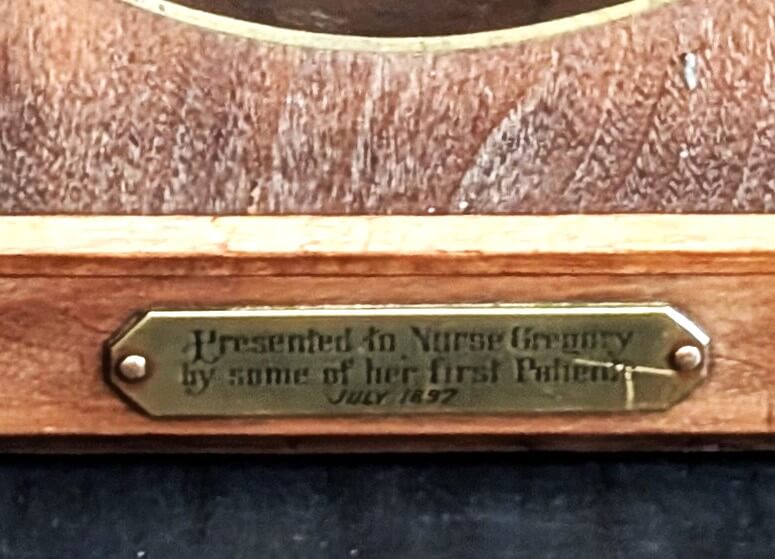 Presented to Nurse Gregory
by some of her first Patients
JULY 1897